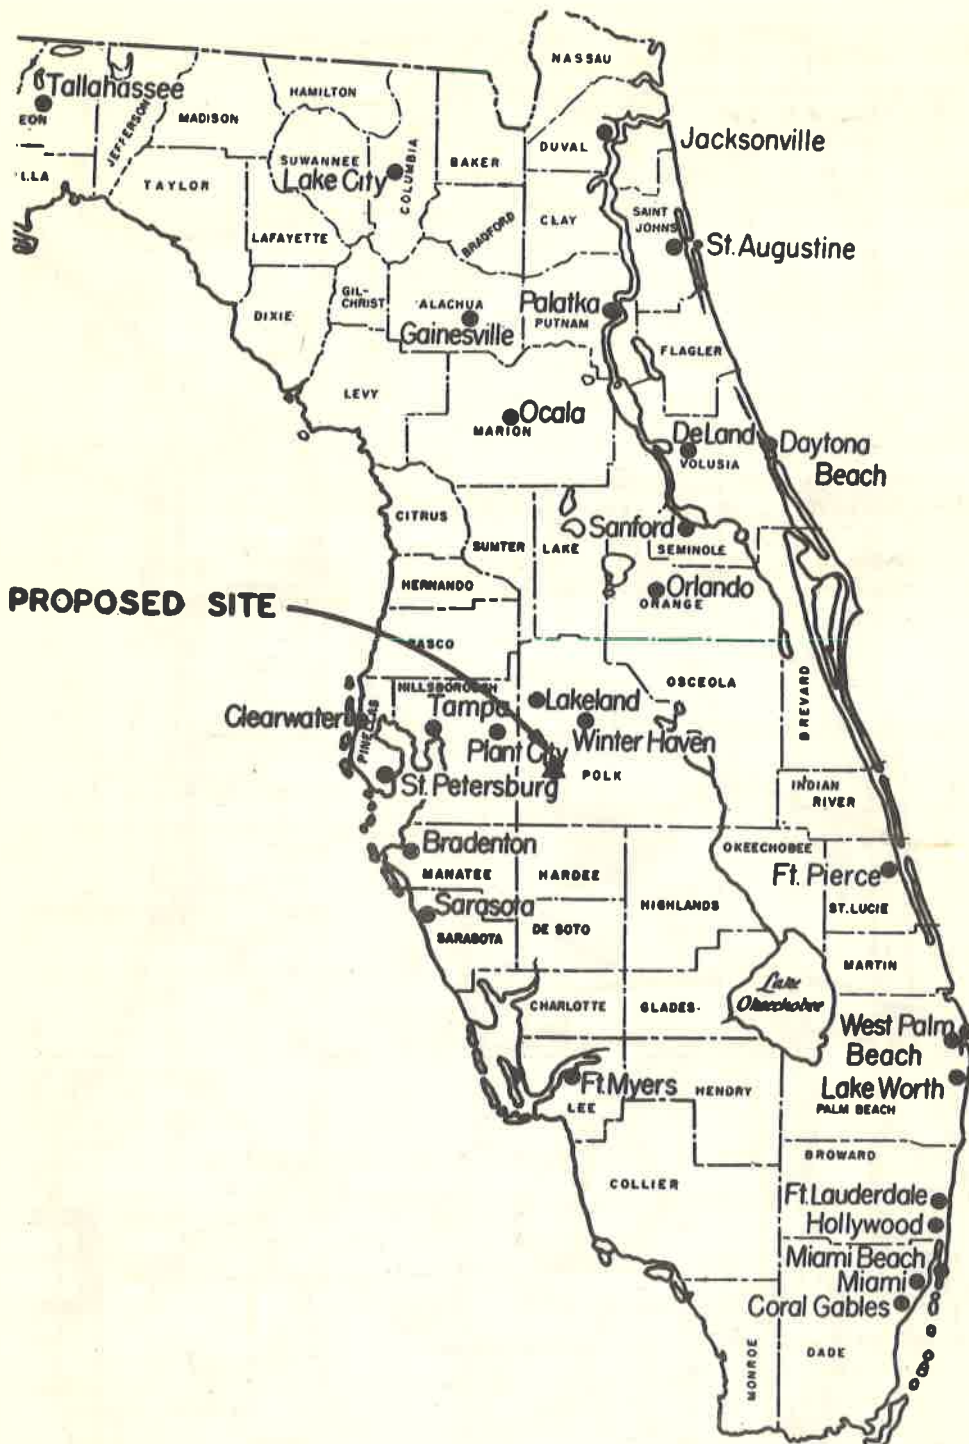 NASSAU
Tallahassee
HAMILTON
EON
JEFFERSON
MADISON
DUVAL
Jacksonville
SUWANNEE
COLUMBIA
BAKER
Lake City
TAYLOR
CLAY
SAINT
JOHNS
BRADFORD
LAFAYETTE
St. Augustine
GIL-
CHRIST
ALACHUA
Palatka
DIXIE
PUTNAM
Gainesville
FLAGLER
LEVY
Ocala
MARION
DeLand
Daytona
Beach
VOLUSIA
CITRUS
Sanford
SUMTER
LAKE
SEMINOLE
HERNANDO
Orlando
ORANGE
PROPOSED SITE
PASCO
OSCEOLA
HILLSBOROUGH
Lakeland
BREVARD
Clearwater
PINELLAS
Tampa
Plant City
Winter Haven
St. Petersburg
POLK
INDIAN
RIVER
Bradenton
OKEECHOBEE
MANATEE
HARDEE
Ft. Pierce
HIGHLANDS
Sarasota
ST. LUCIE
DE SOTO
SARASOTA
MARTIN
Lake
Okeechobee
CHARLOTTE
GLADES
West Palm
Beach
Ft. Myers
HENDRY
Lake Worth
LEE
PALM BEACH
BROWARD
COLLIER
Ft. Lauderdale
Hollywood
Miami Beach
Miami
Coral Gables
MONROE
DADE